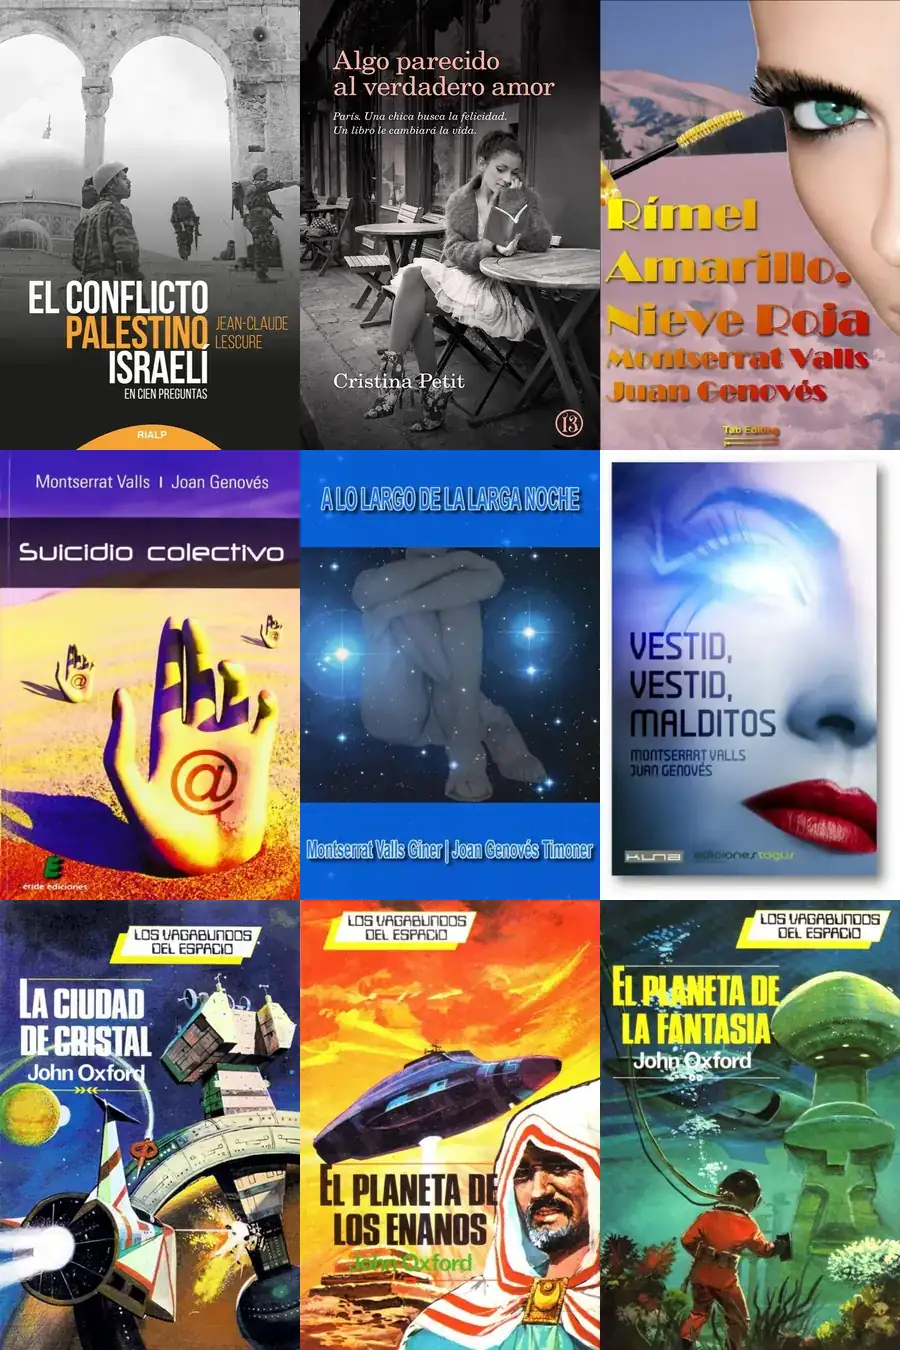 EL CONFLICTO
PALESTINO
ISRAELÍ
EN CIEN PREGUNTAS
JEAN-CLAUDE
LESCURE
RIALP
Algo parecido
al verdadero amor
París. Una chica busca la felicidad.
Un libro le cambiará la vida.
Cristina Petit
13
Rímel
Amarillo,
Nieve Roja
Montserrat Valls
Juan Genovés
Tab Editing
Montserrat Valls | Joan Genovés
Suicidio colectivo
@
@
@
E
éride ediciones
A LO LARGO DE LA LARGA NOCHE
Montserrat Valls Giner | Joan Genovés Timoner
VESTID,
VESTID,
MALDITOS
MONTSERRAT VALLS
JUAN GENOVÉS
KUNA edicionesTagus
LOS VAGABUNDOS
DEL ESPACIO
LA CIUDAD
DE CRISTAL
John Oxford
LOS VAGABUNDOS
DEL ESPACIO
EL PLANETA DE
LOS ENANOS
John Oxford
LOS VAGABUNDOS
DEL ESPACIO
EL PLANETA DE
LA FANTASIA
John Oxford